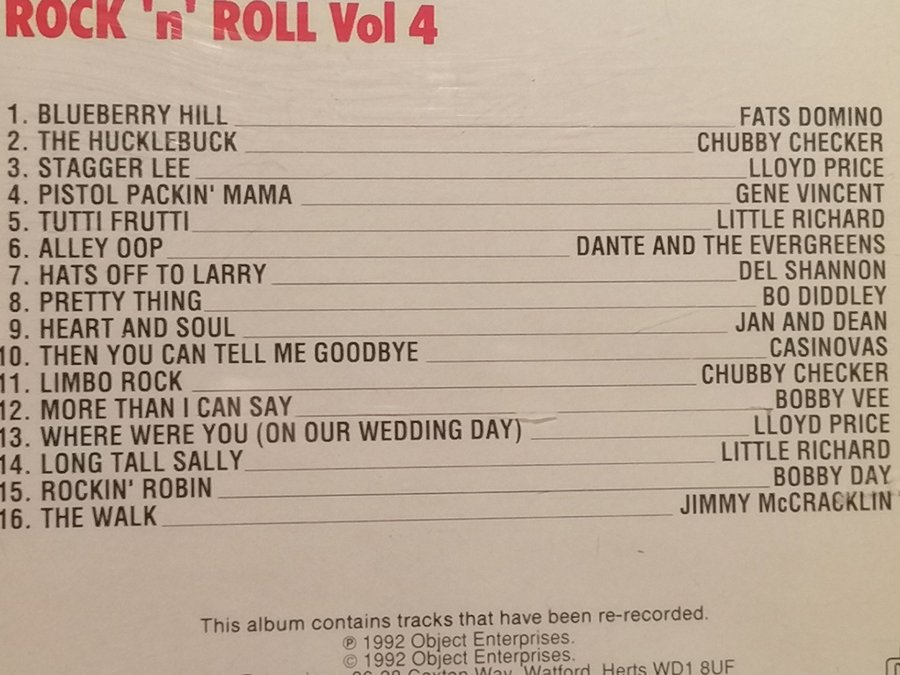 ROCK 'n' ROLL Vol 4
1. BLUEBERRY HILL FATS DOMINO
2. THE HUCKLEBUCK CHUBBY CHECKER
3. STAGGER LEE LLOYD PRICE
4. PISTOL PACKIN' MAMA GENE VINCENT
5. TUTTI FRUTTI LITTLE RICHARD
6. ALLEY OOP DANTE AND THE EVERGREENS
7. HATS OFF TO LARRY DEL SHANNON
8. PRETTY THING BO DIDDLEY
9. HEART AND SOUL JAN AND DEAN
10. THEN YOU CAN TELL ME GOODBYE CASINOVAS
11. LIMBO ROCK CHUBBY CHECKER
12. MORE THAN I CAN SAY BOBBY VEE
13. WHERE WERE YOU (ON OUR WEDDING DAY) LLOYD PRICE
14. LONG TALL SALLY LITTLE RICHARD
15. ROCKIN' ROBIN BOBBY DAY
16. THE WALK JIMMY McCRACKLIN
This album contains tracks that have been re-recorded.
℗ 1992 Object Enterprises.
© 1992 Object Enterprises.
Way, Watford, Herts WD1 8UF